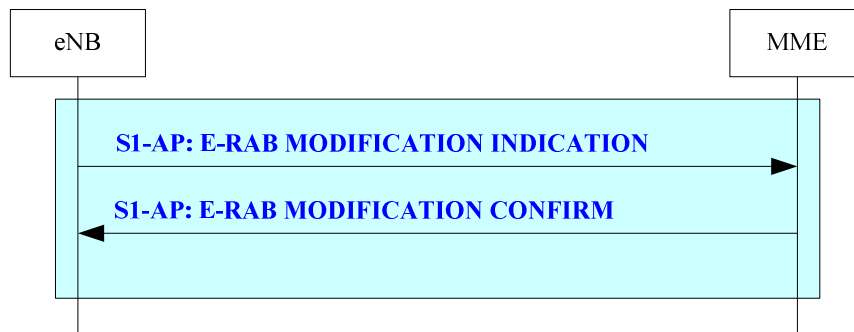 eNB
MME
S1-AP: E-RAB MODIFICATION INDICATION
S1-AP: E-RAB MODIFICATION CONFIRM